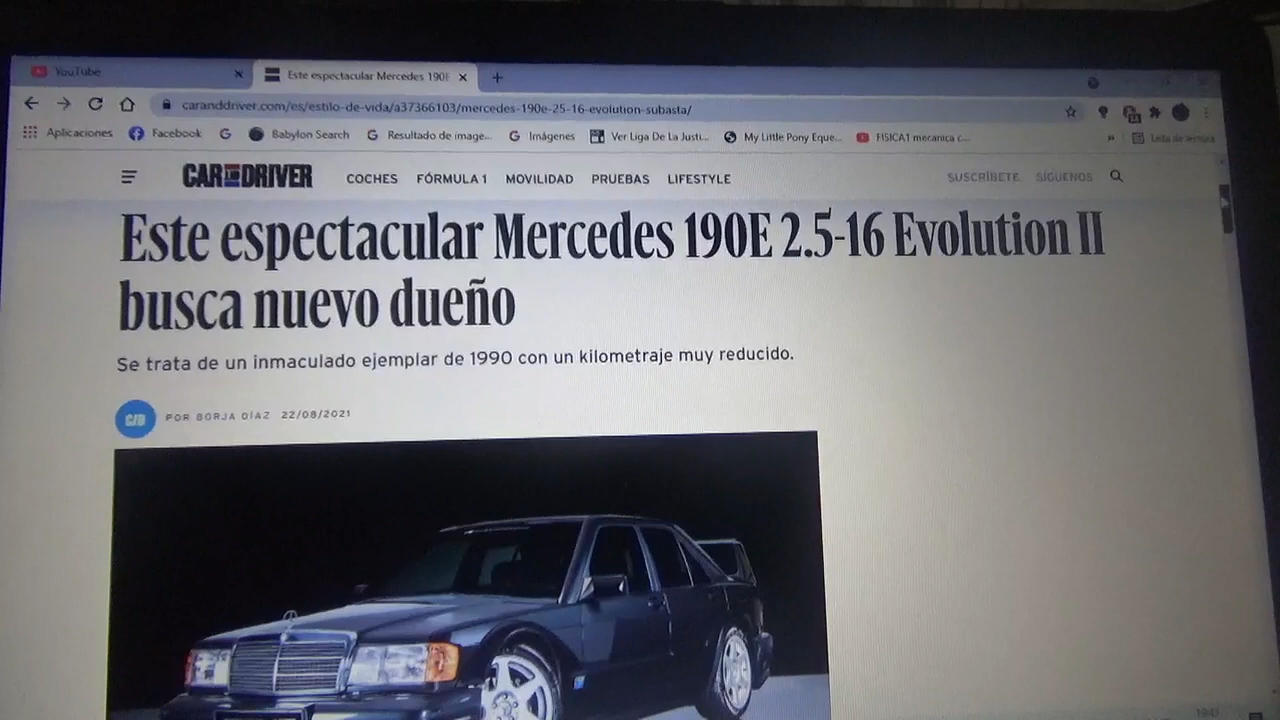 YouTube
Este espectacular Mercedes 190E
caranddriver.com/es/estilo-de-vida/a37366103/mercedes-190e-25-16-evolution-subasta/
Aplicaciones Facebook Babylon Search Resultado de image... Imágenes Ver Liga De La Justi... My Little Pony Eque... FISICA1 mecanica c... » Lista de lectura
CAR AND DRIVER COCHES FÓRMULA 1 MOVILIDAD PRUEBAS LIFESTYLE SUSCRÍBETE SÍGUENOS
Este espectacular Mercedes 190E 2.5-16 Evolution II
busca nuevo dueño
Se trata de un inmaculado ejemplar de 1990 con un kilometraje muy reducido.
C/D POR BORJA DÍAZ 22/08/2021